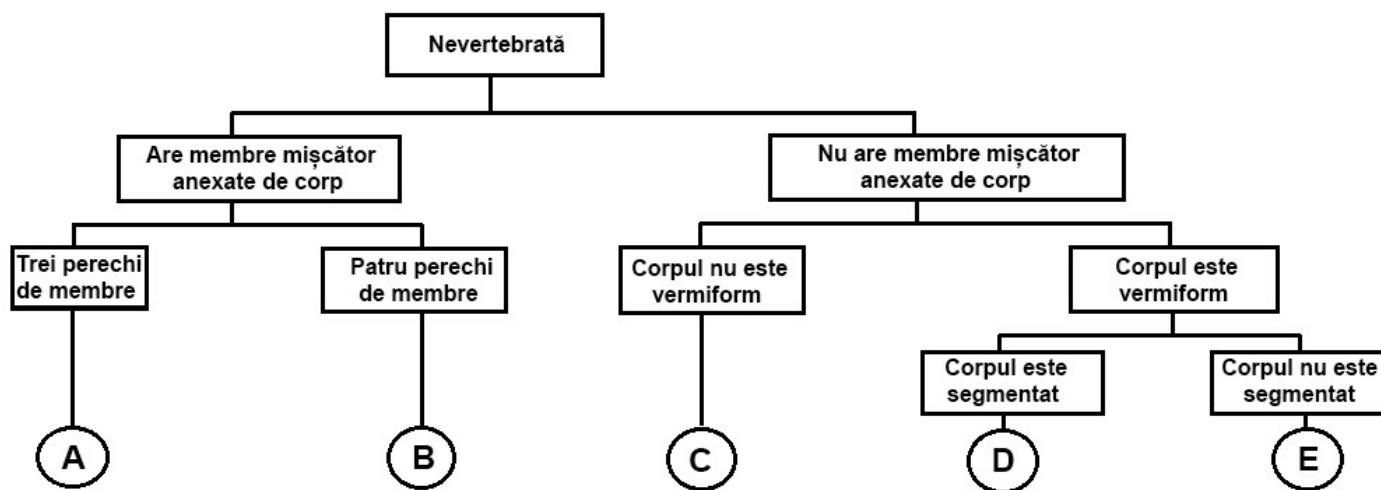 Nevertebrată
Are membre mișcător
anexate de corp
Nu are membre mișcător
anexate de corp
Trei perechi
de membre
Patru perechi
de membre
Corpul nu este
vermiform
Corpul este
vermiform
Corpul este
segmentat
Corpul nu este
segmentat
A
B
C
D
E